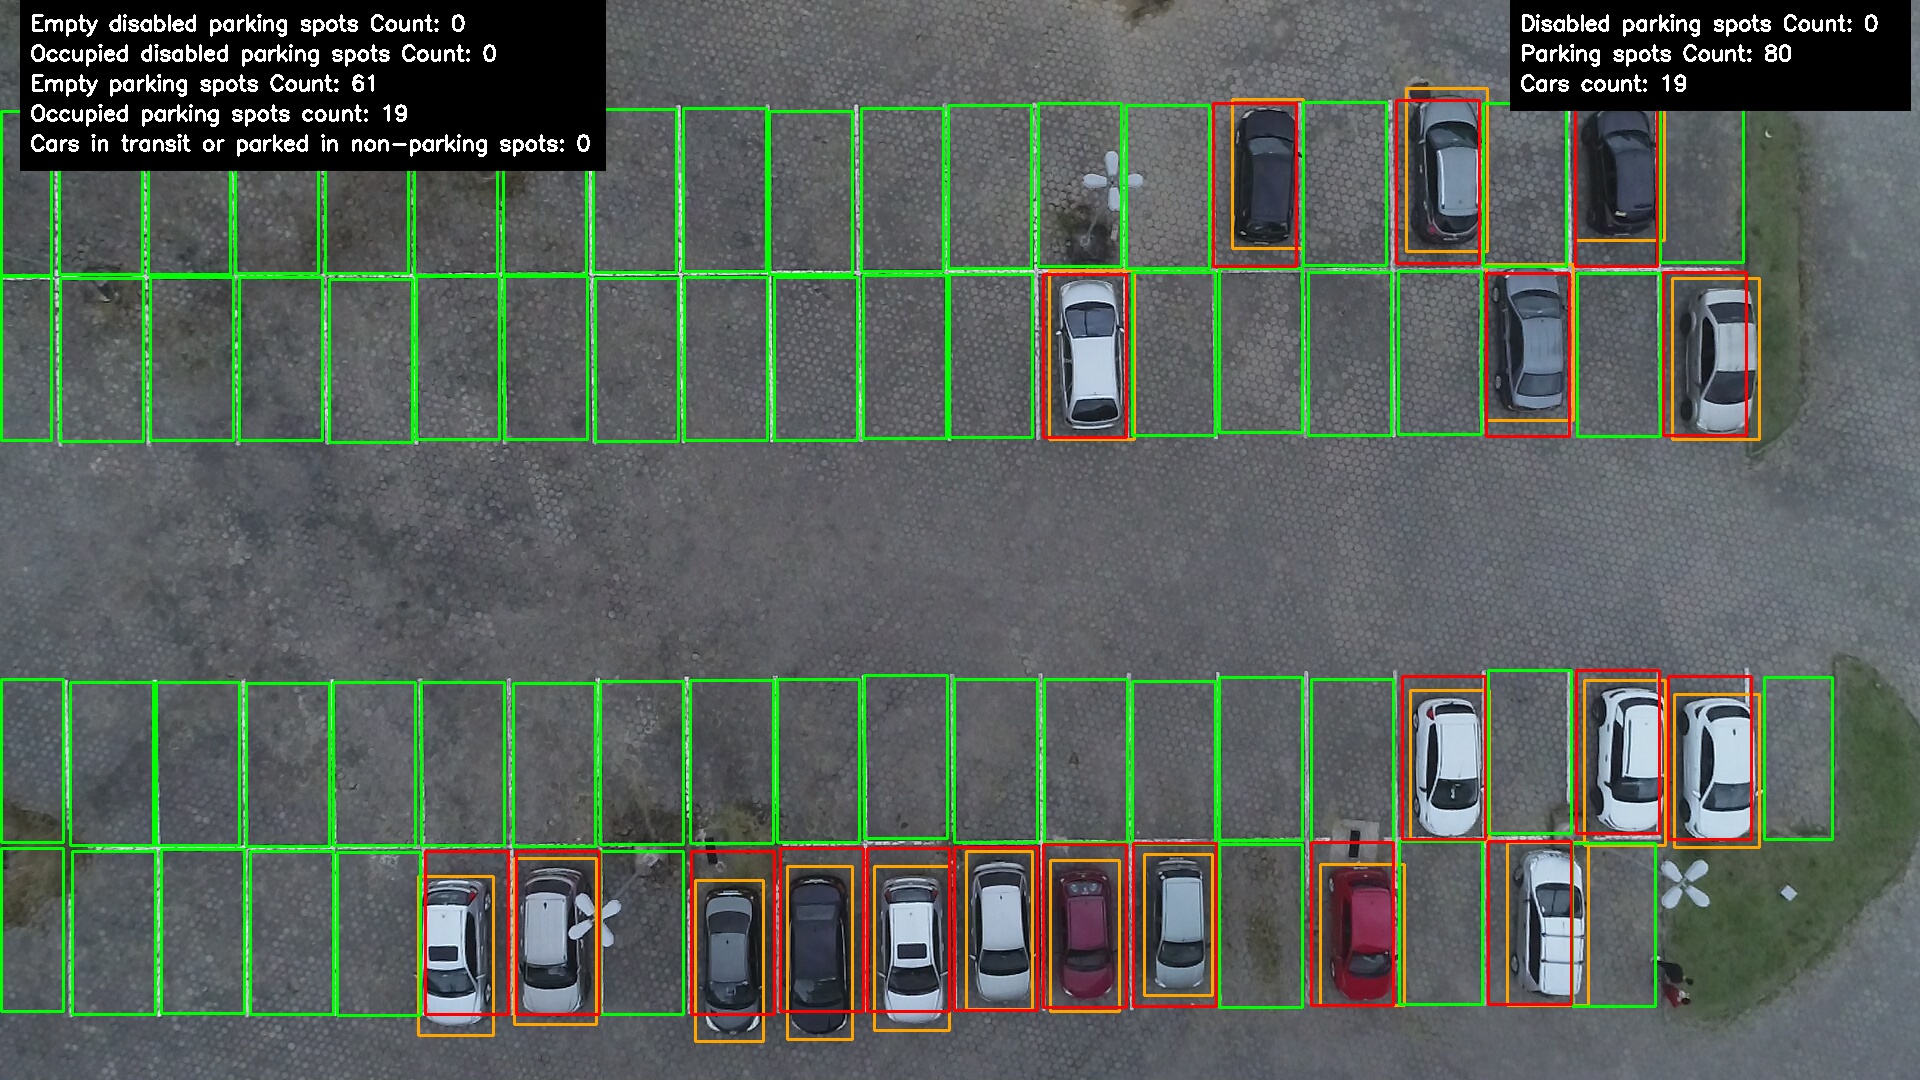 Empty disabled parking spots Count: 0
Occupied disabled parking spots Count: 0
Empty parking spots Count: 61
Occupied parking spots count: 19
Cars in transit or parked in non-parking spots: 0
Disabled parking spots Count: 0
Parking spots Count: 80
Cars count: 19